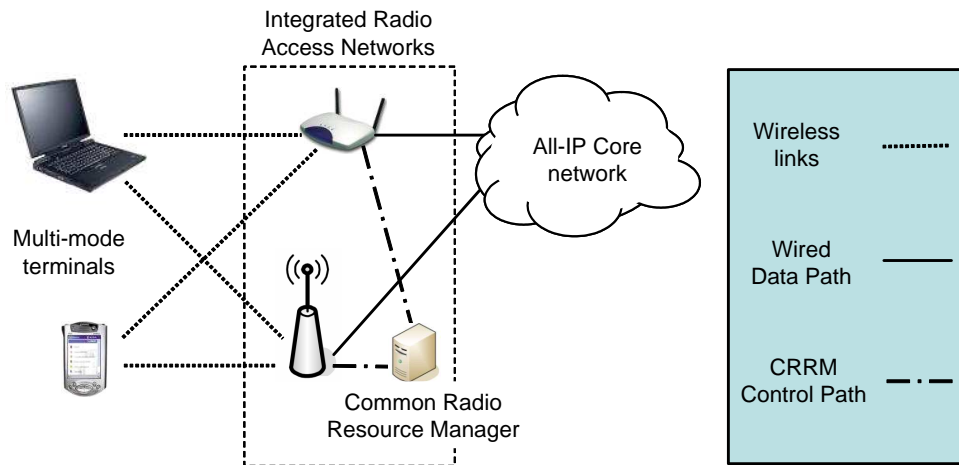 Integrated Radio
Access Networks
All-IP Core
network
Multi-mode
terminals
Common Radio
Resource Manager
Wireless
links
Wired
Data Path
CRRM
Control Path